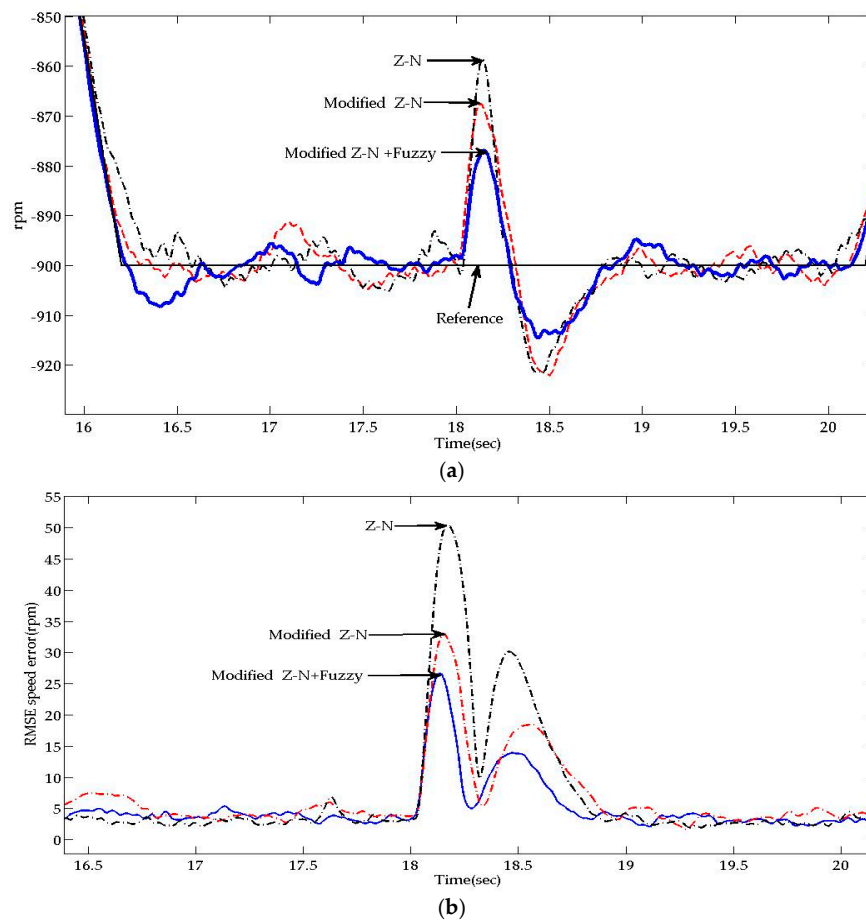 -850
-860
-870
-880
-890
-900
-910
-920
rpm
Z-N
Modified Z-N
Modified Z-N +Fuzzy
Reference
16 16.5 17 17.5 18 18.5 19 19.5 20
Time(sec)
(a)
55
50
45
40
35
30
25
20
15
10
5
0
RMSE speed error(rpm)
Z-N
Modified Z-N
Modified Z-N+Fuzzy
16.5 17 17.5 18 18.5 19 19.5 20
Time(sec)
(b)